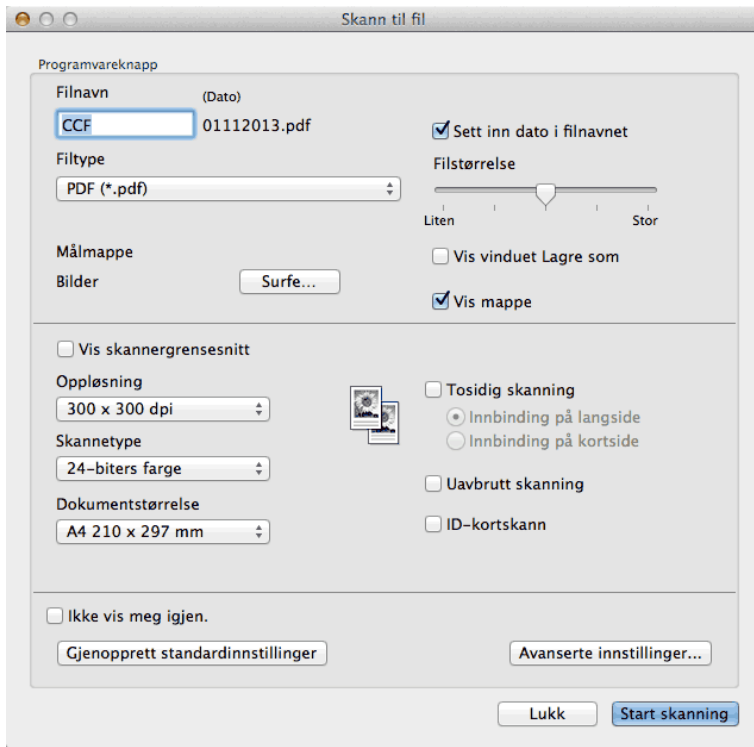 Skann til fil
Programvareknapp
Filnavn
(Dato)
CCF
01112013.pdf
Sett inn dato i filnavnet
Filtype
Filstørrelse
PDF (*.pdf)
Liten
Stor
Målmappe
Vis vinduet Lagre som
Bilder
Surfe...
Vis mappe
Vis skannergrensesnitt
Oppløsning
Tosidig skanning
300 x 300 dpi
Innbinding på langside
Skannetype
Innbinding på kortside
24-biters farge
Uavbrutt skanning
Dokumentstørrelse
ID-kortskann
A4 210 x 297 mm
Ikke vis meg igjen.
Gjenopprett standardinnstillinger
Avanserte innstillinger...
Lukk
Start skanning